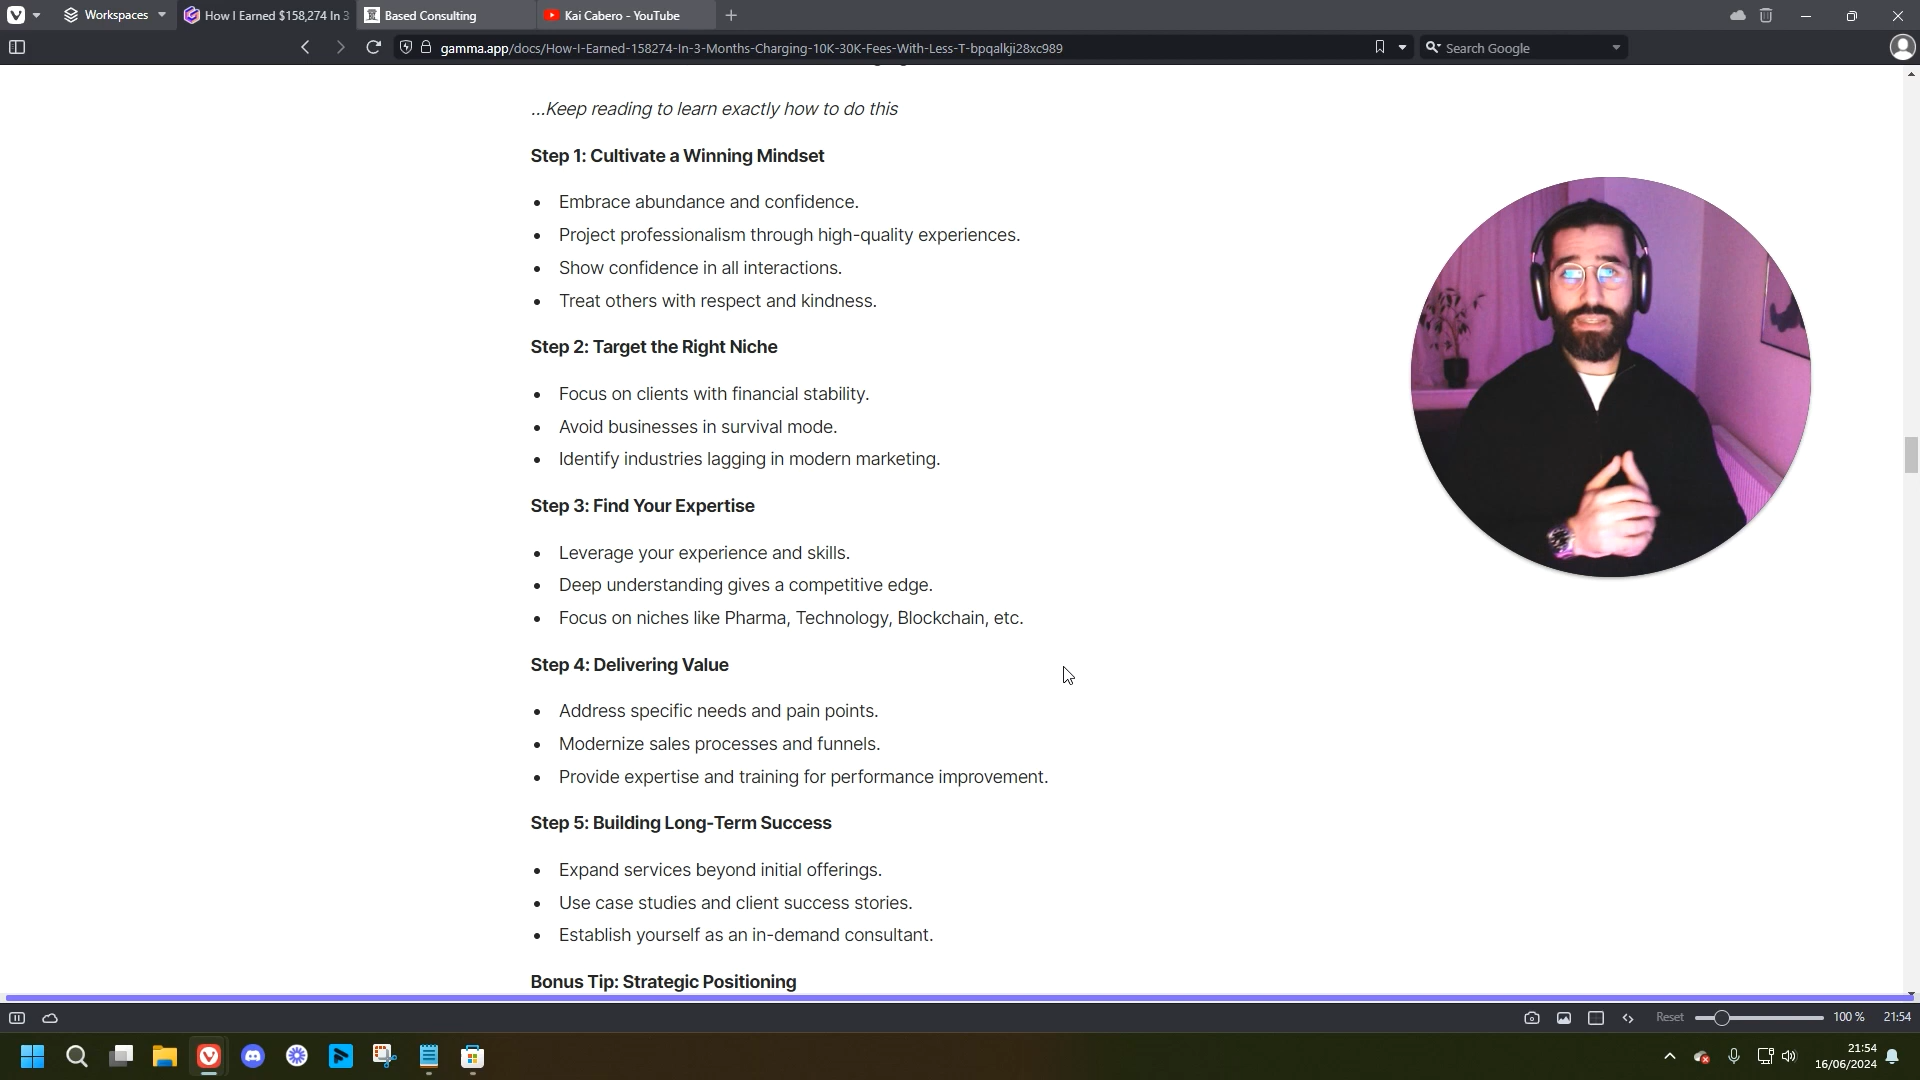 Workspaces
How I Earned $158,274 In 3
Based Consulting
Kai Cabero - YouTube
gamma.app/docs/How-I-Earned-158274-In-3-Months-Charging-10K-30K-Fees-With-Less-T-bpqalkji28xc989
Search Google
...Keep reading to learn exactly how to do this
Step 1: Cultivate a Winning Mindset
• Embrace abundance and confidence.
• Project professionalism through high-quality experiences.
• Show confidence in all interactions.
• Treat others with respect and kindness.
Step 2: Target the Right Niche
• Focus on clients with financial stability.
• Avoid businesses in survival mode.
• Identify industries lagging in modern marketing.
Step 3: Find Your Expertise
• Leverage your experience and skills.
• Deep understanding gives a competitive edge.
• Focus on niches like Pharma, Technology, Blockchain, etc.
Step 4: Delivering Value
• Address specific needs and pain points.
• Modernize sales processes and funnels.
• Provide expertise and training for performance improvement.
Step 5: Building Long-Term Success
• Expand services beyond initial offerings.
• Use case studies and client success stories.
• Establish yourself as an in-demand consultant.
Bonus Tip: Strategic Positioning
Reset
100 %
21:54
21:54
16/06/2024